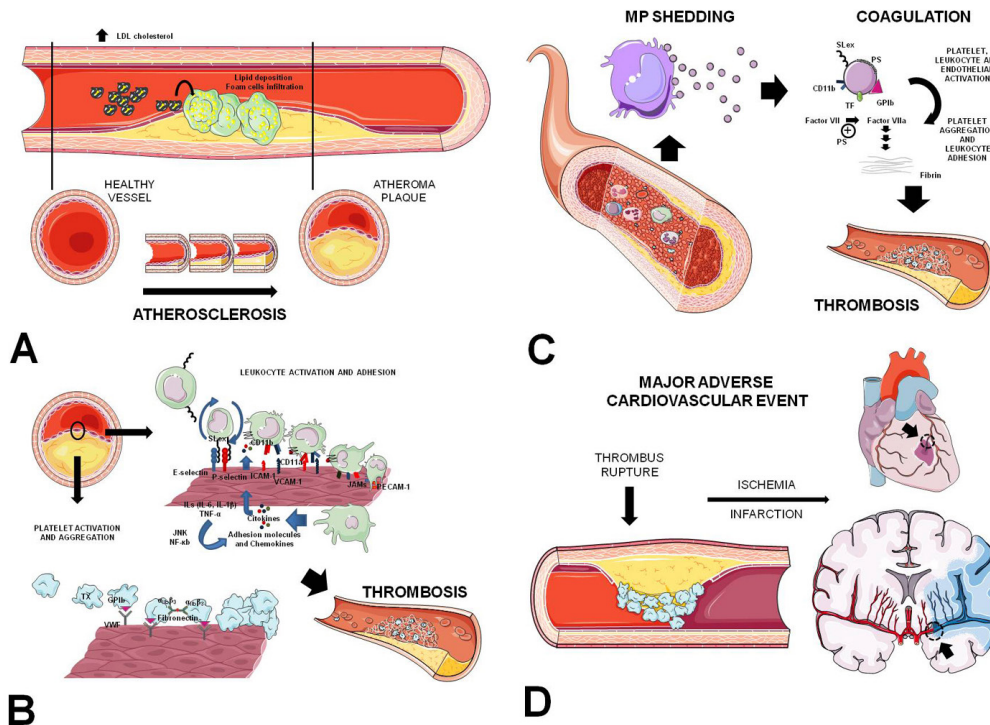 LDL cholesterol
Lipid deposition
Foam cells infiltration
HEALTHY
VESSEL
ATHEROMA
PLAQUE
ATHEROSCLEROSIS
A
LEUKOCYTE ACTIVATION AND ADHESION
SLex
CD11b
CD11a
E-selectin
P-selectin
ICAM-1
VCAM-1
JAMs
PECAM-1
PLATELET ACTIVATION
AND AGGREGATION
ILs (IL-6, IL-1β)
TNF-α
Citokines
JNK
NF-κb
Adhesion molecules
and Chemokines
TX
GPIb
VWF
Fibronectin
THROMBOSIS
B
MP SHEDDING
COAGULATION
SLex
PS
CD11b
TF
GPIb
Factor VII
Factor VIIa
PS
Fibrin
PLATELET,
LEUKOCYTE
ENDOTHELIAL
ACTIVATION
PLATELET
AGGREGATION
AND
LEUKOCYTE
ADHESION
THROMBOSIS
C
MAJOR ADVERSE
CARDIOVASCULAR EVENT
THROMBUS
RUPTURE
ISCHEMIA
INFARCTION
D